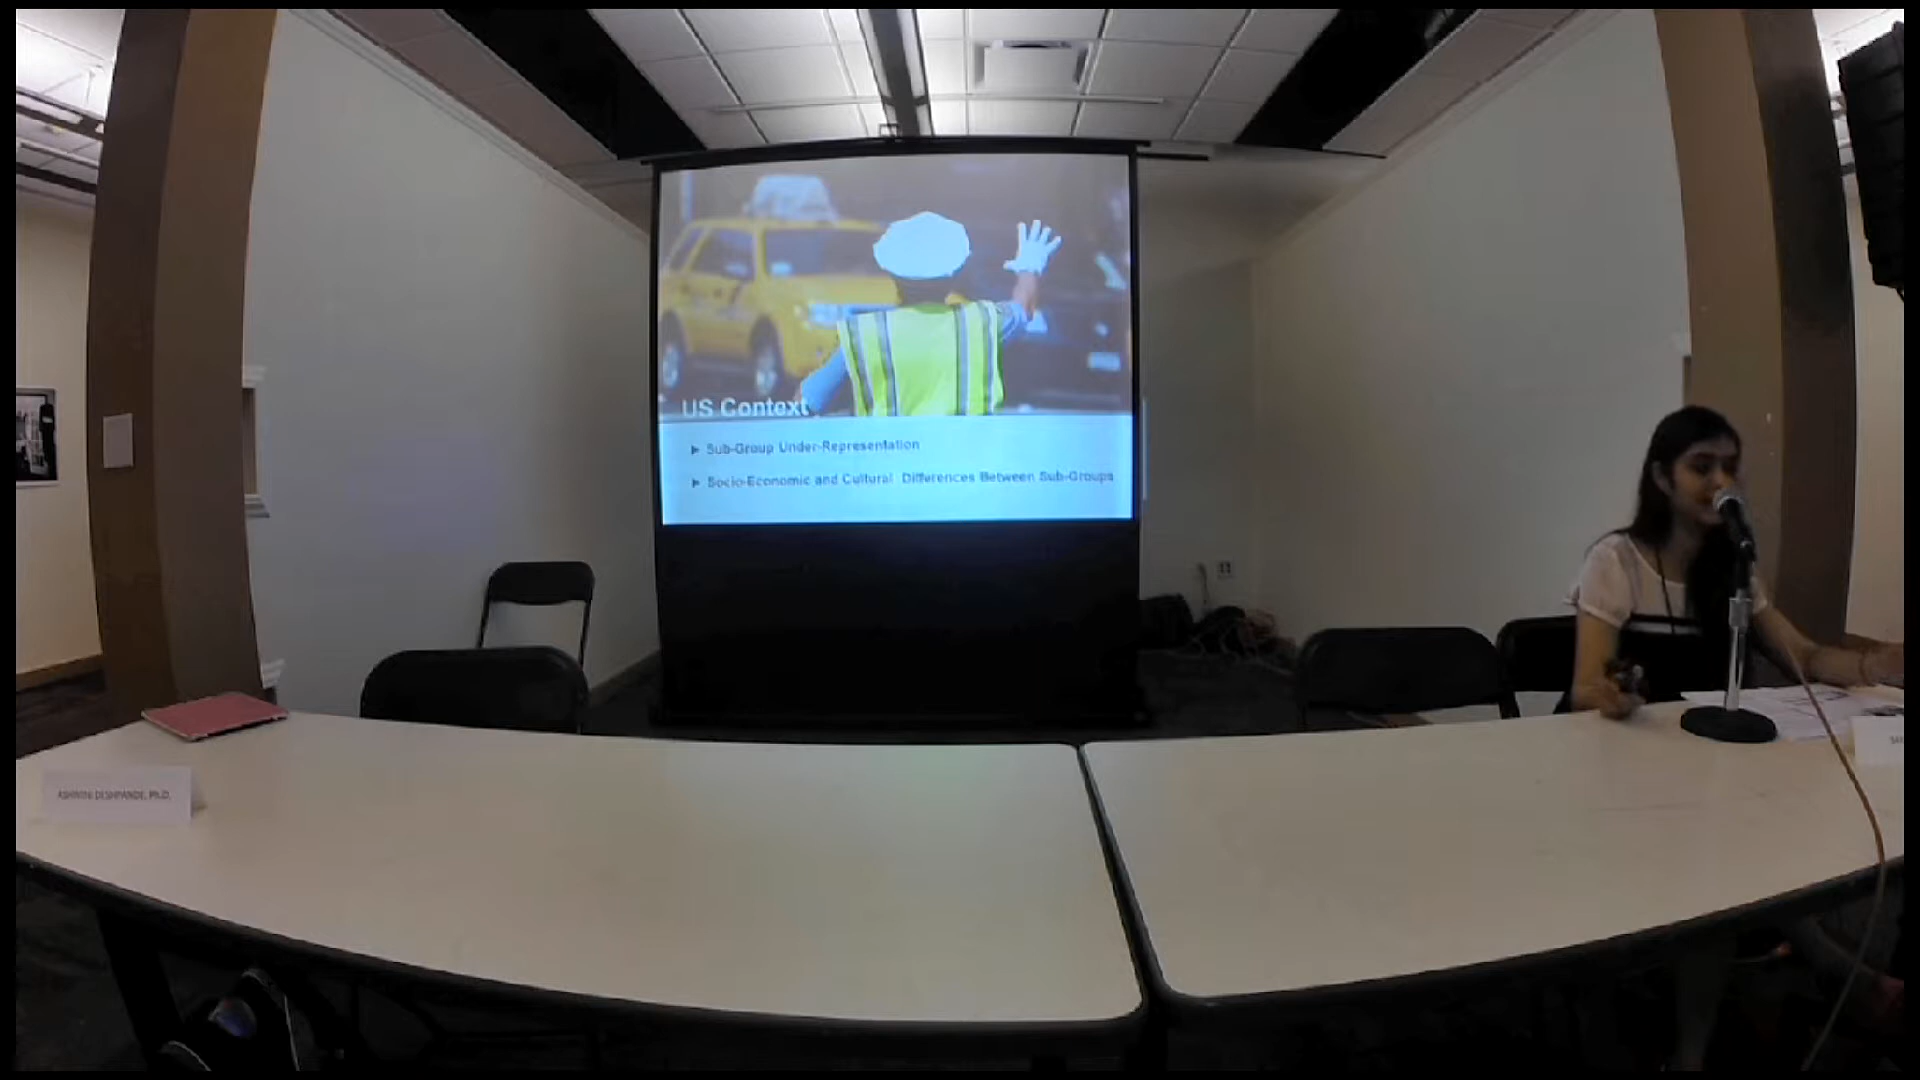 US Context
► Sub-Group Under-Representation
► Socio-Economic and Cultural Differences Between Sub-Groups
ASHWINI DESHPANDE, Ph.D.